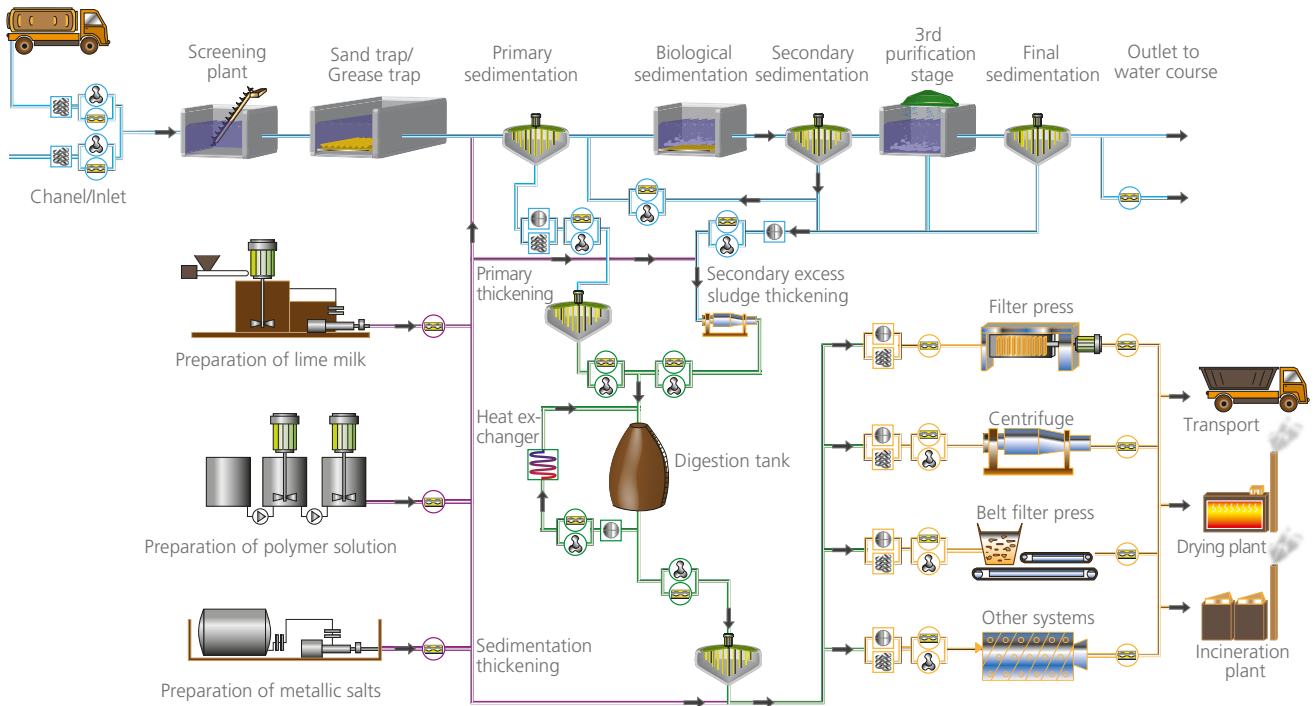 Screening
plant
Sand trap/
Grease trap
Primary
sedimentation
Biological
sedimentation
Secondary
sedimentation
3rd
purification
stage
Final
sedimentation
Outlet to
water course
Chanel/Inlet
Primary
thickening
Secondary excess
sludge thickening
Preparation of lime milk
Filter press
Transport
Heat ex-
changer
Digestion tank
Centrifuge
Preparation of polymer solution
Belt filter press
Drying plant
Sedimentation
thickening
Other systems
Incineration
plant
Preparation of metallic salts